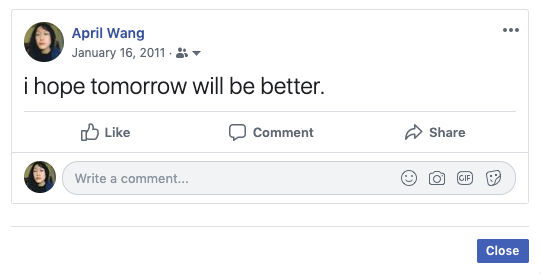 April Wang
January 16, 2011 ·
i hope tomorrow will be better.
Like Comment Share
Write a comment... GIF
Close